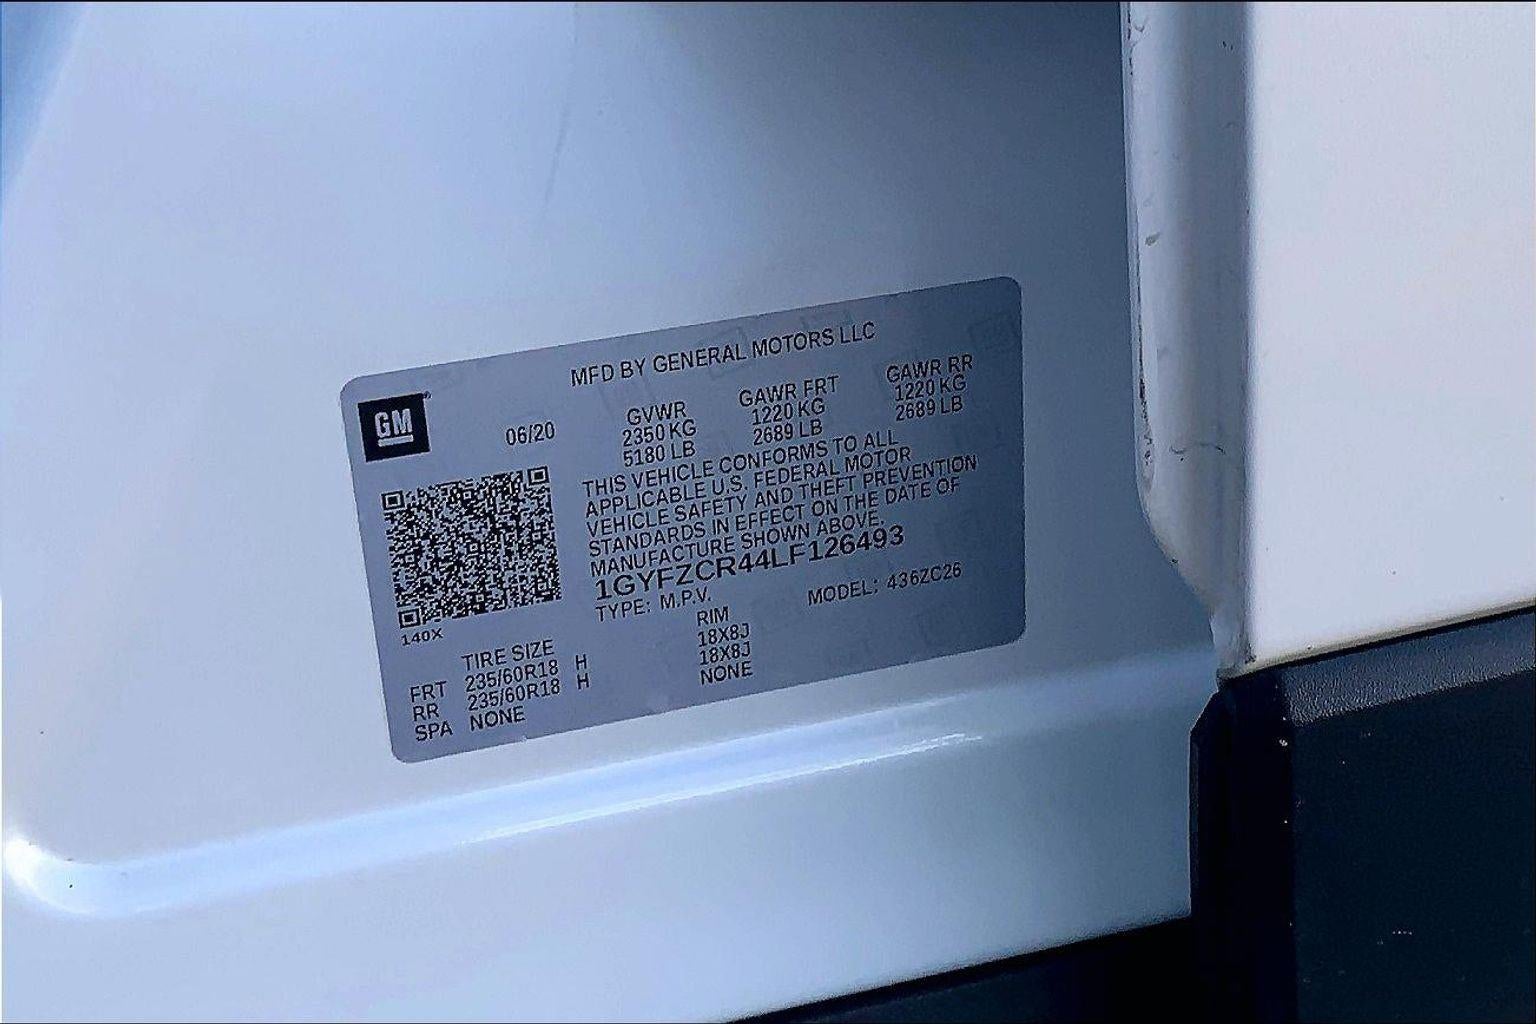 MFD BY GENERAL MOTORS LLC
GM
06/20
GVWR
2350 KG
5180 LB
GAWR FRT
1220 KG
2689 LB
GAWR RR
1220 KG
2689 LB
THIS VEHICLE CONFORMS TO ALL
APPLICABLE U.S. FEDERAL MOTOR
VEHICLE SAFETY AND THEFT PREVENTION
STANDARDS IN EFFECT ON THE DATE OF
MANUFACTURE SHOWN ABOVE.
1GYFZCR44LF126493
TYPE: M.P.V.
MODEL: 436ZC26
140X
TIRE SIZE RIM
FRT 235/60R18 H 18X8J
RR 235/60R18 H 18X8J
SPA NONE NONE